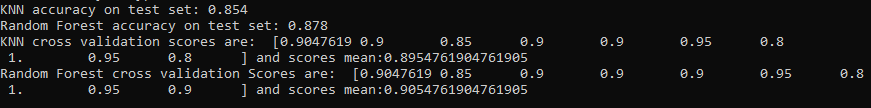 KNN accuracy on test set: 0.854
Random Forest accuracy on test set: 0.878
KNN cross validation scores are:  [0.9047619 0.9       0.85      0.9       0.9       0.95      0.8
 1.        0.95      0.8      ] and scores mean:0.8954761904761905
Random Forest cross validation Scores are:  [0.9047619 0.85      0.9       0.9       0.9       0.95      0.8
 1.        0.95      0.9      ] and scores mean:0.9054761904761905